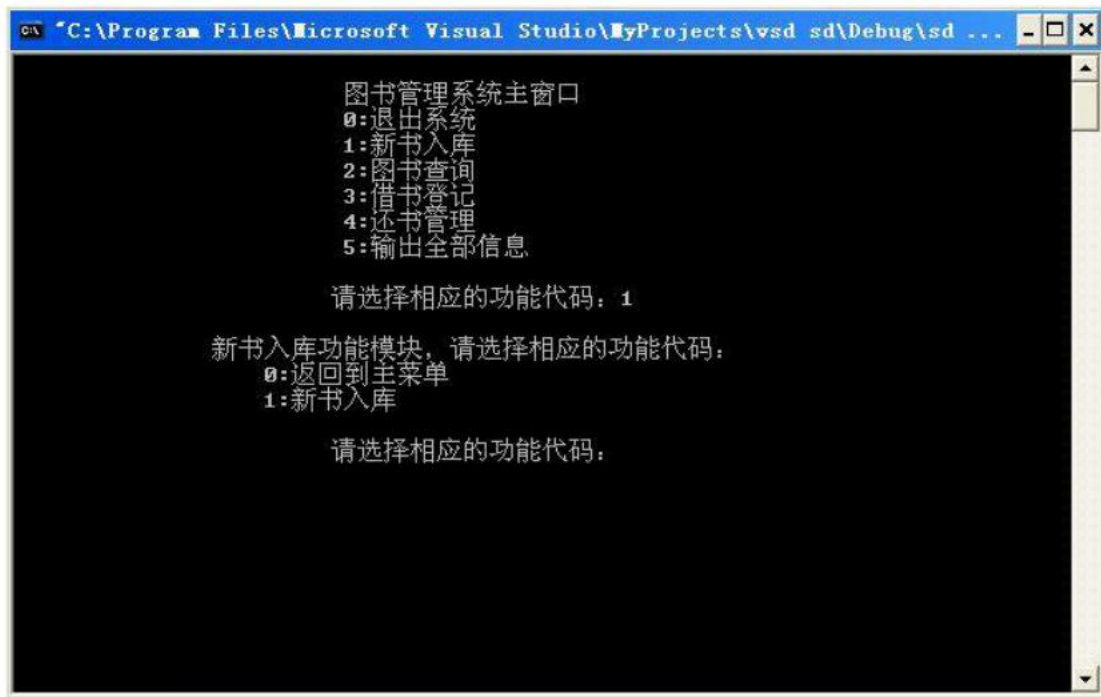 "C:\Program Files\Microsoft Visual Studio\MyProjects\vsd sd\Debug\sd ...
图书管理系统主窗口
0:退出系统
1:新书入库
2:图书查询
3:借书登记
4:还书管理
5:输出全部信息
请选择相应的功能代码：1
新书入库功能模块，请选择相应的功能代码：
0:返回到主菜单
1:新书入库
请选择相应的功能代码：